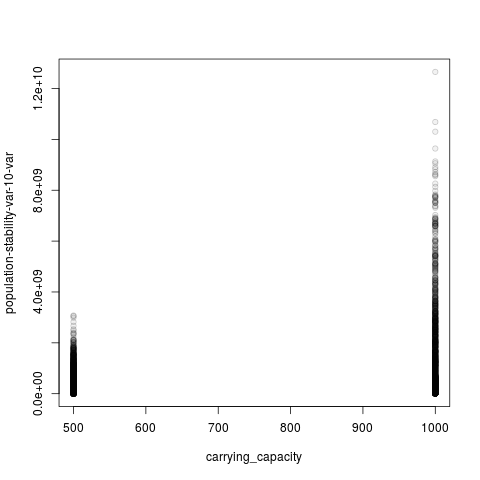 population-stability-var-10-var
1.2e+10
8.0e+09
4.0e+09
0.0e+00
500
600
700
800
900
1000
carrying_capacity